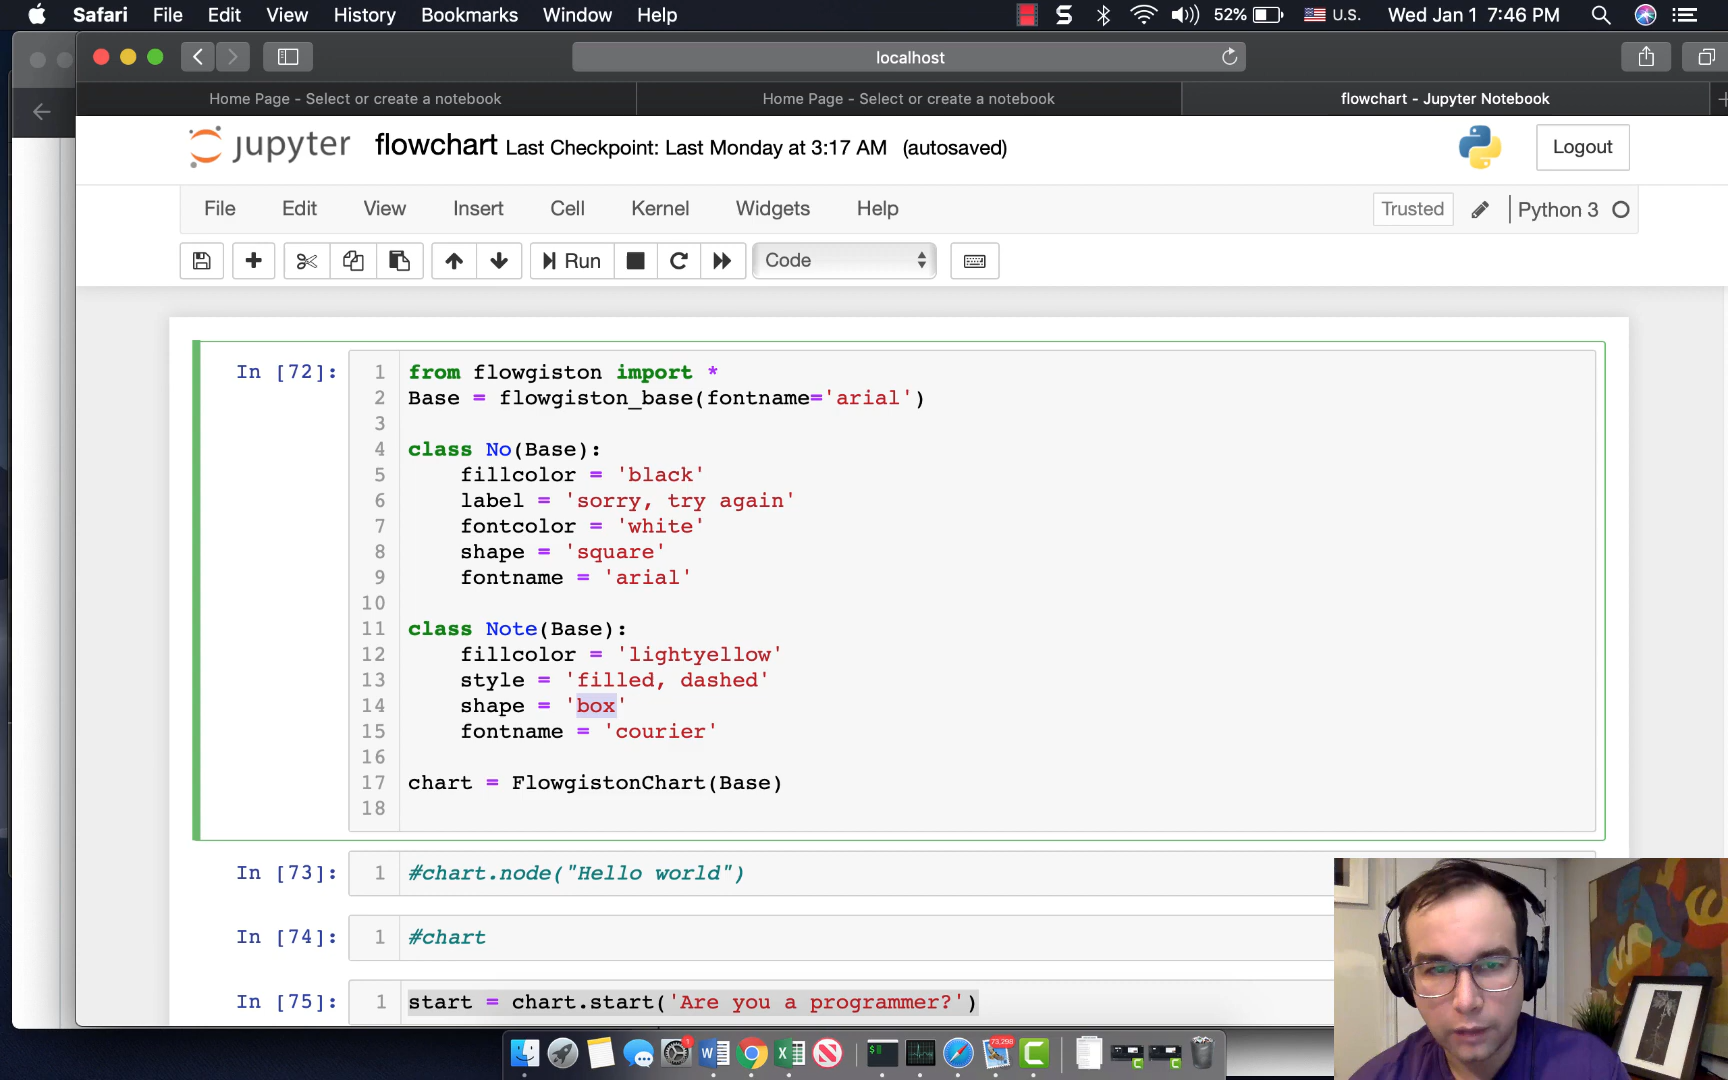 Safari File Edit View History Bookmarks Window Help S 52% U.S. Wed Jan 1 7:46 PM
localhost
Home Page - Select or create a notebook Home Page - Select or create a notebook flowchart - Jupyter Notebook
jupyter flowchart Last Checkpoint: Last Monday at 3:17 AM (autosaved) Logout
File Edit View Insert Cell Kernel Widgets Help Trusted Python 3
Run Code
In [72]: 1 from flowgiston import *
2 Base = flowgiston_base(fontname='arial')
3
4 class No(Base):
5 fillcolor = 'black'
6 label = 'sorry, try again'
7 fontcolor = 'white'
8 shape = 'square'
9 fontname = 'arial'
10
11 class Note(Base):
12 fillcolor = 'lightyellow'
13 style = 'filled, dashed'
14 shape = 'box'
15 fontname = 'courier'
16
17 chart = FlowgistonChart(Base)
18
In [73]: 1 #chart.node("Hello world")
In [74]: 1 #chart
In [75]: 1 start = chart.start('Are you a programmer?')
1 W X $ 73,298 C